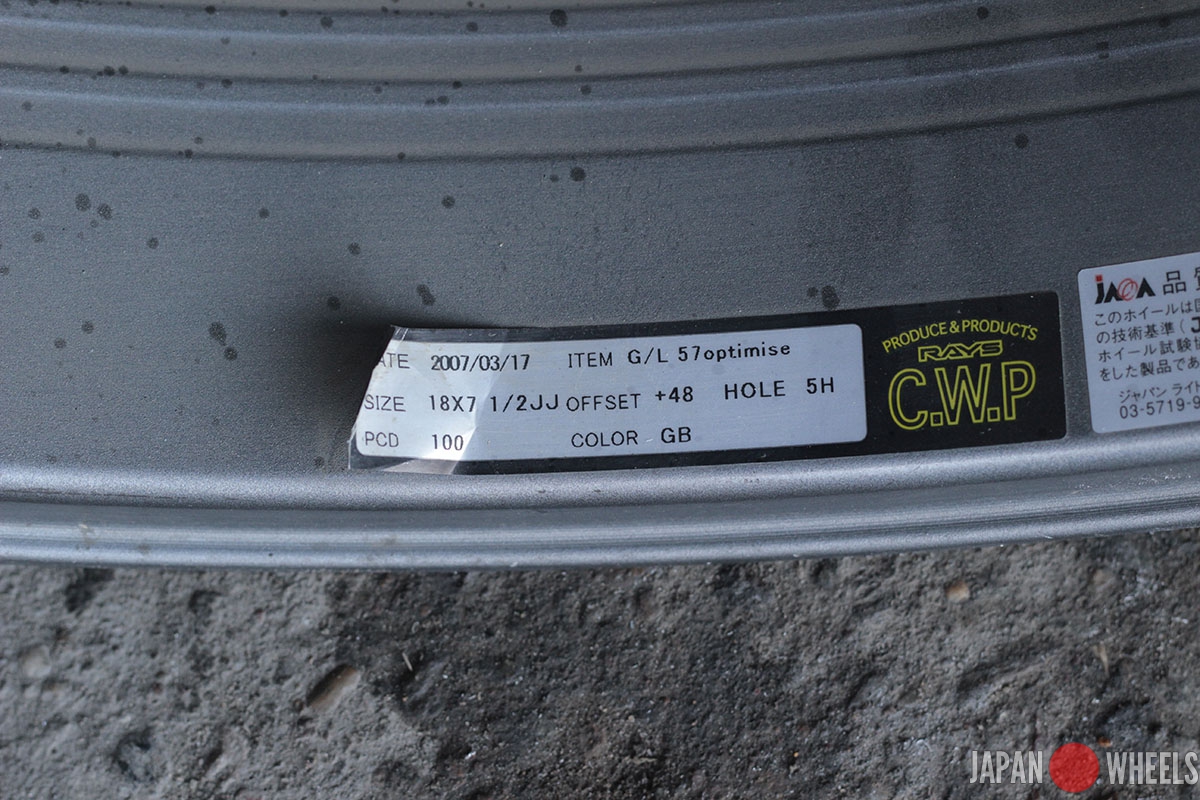 ATE 2007/03/17 ITEM G/L 57optimise
SIZE 18X7 1/2JJ OFFSET +48 HOLE 5H
PCD 100 COLOR GB
PRODUCE & PRODUCTS
RAYS
C.W.P
JAWA 品質
このホイールは
の技術基準(
ホイール試験
をした製品であ
ジャパン ライ
03-5719-9
JAPAN WHEELS